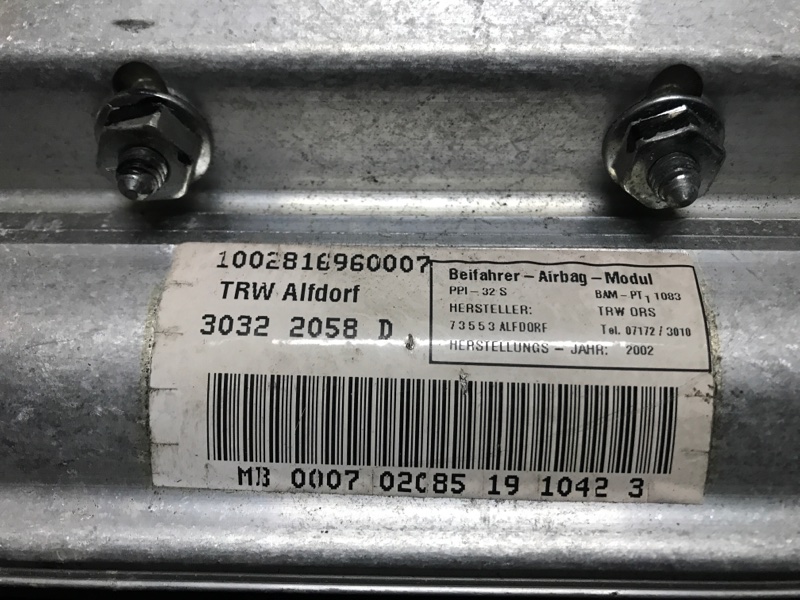 1002816960007
TRW Alfdorf
3032 2058 D
Beifahrer - Airbag - Modul
PPI - 32 S BAM - PT1 1083
HERSTELLER: TRW ORS
73553 ALFDORF Tel. 07172 / 3010
HERSTELLUNGS - JAHR: 2002
MB 0007 02085 19 1042 3